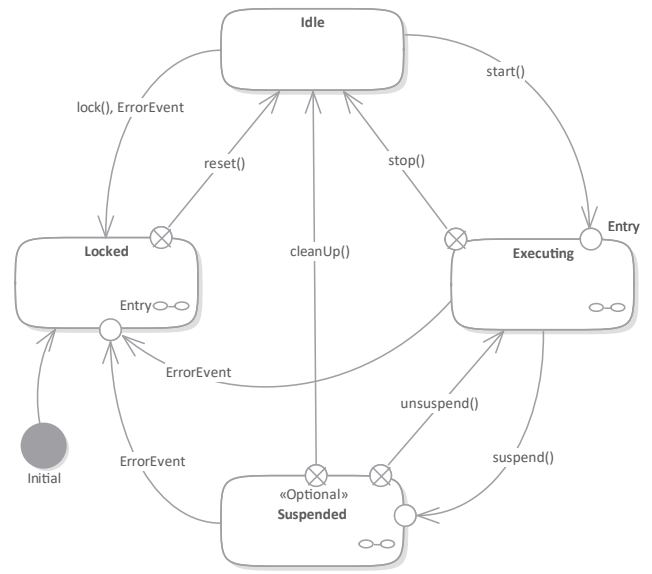 Idle
start()
lock(), ErrorEvent
reset()
stop()
Entry
Locked
cleanUp()
Executing
Entry
ErrorEvent
unsuspend()
ErrorEvent
suspend()
Initial
«Optional»
Suspended